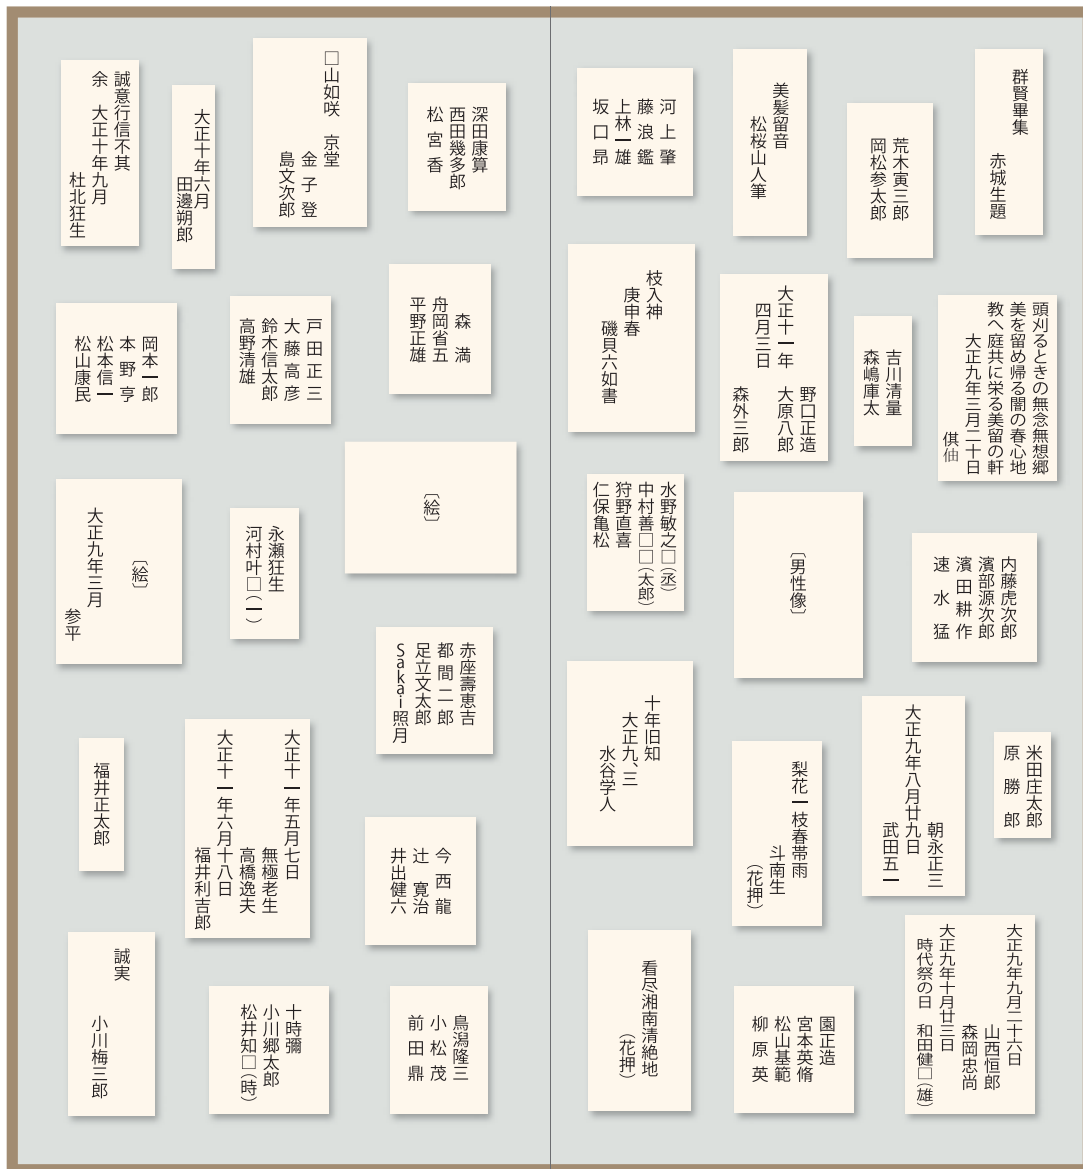 群賢畢集
赤城生題
荒木寅三郎
岡松参太郎
美髪留音
松桜山人筆
河上肇
藤浪鑑
上林一雄
坂口昂
頭刈るときの無念無想郷
美を留め帰る闇の春心地
教へ庭共に栄る美留の軒
大正九年三月二十日
倛伷
吉川清量
森嶋庫太
野口正造
大正十一年 大原八郎
四月三日
森外三郎
枝入神
庚申春
磯貝六如書
内藤虎次郎
濱部源次郎
濱田耕作
速水猛
〔男性像〕
水野敏之□(丞)
中村善□□(太郎)
狩野直喜
仁保亀松
米田庄太郎
原勝郎
朝永正三
大正九年八月廿九日
武田五一
梨花一枝春帯雨
斗南生
(花押)
十年旧知
大正九、三
水谷学人
大正九年九月二十六日
山西恒郎
森岡忠尚
大正九年十月廿三日
時代祭の日 和田健□(雄)
園正造
宮本英脩
松山基範
柳原英
看尽湘南清絶地
(花押)
深田康算
西田幾多郎
松宮香
□山如咲 京堂
金子登
島文次郎
大正十年六月
田邊朔郎
誠意行信不其
余 大正十年九月
杜北狂生
森満
舟岡省五
平野正雄
戸田正三
大藤高彦
鈴木信太郎
高野清雄
岡本一郎
本野亨
松本信一
松山康民
〔絵〕
永瀬狂生
河村叶□(一)
〔絵〕
大正九年三月
参平
赤座壽恵吉
都間二郎
足立文太郎
Sakai照月
大正十一年五月七日
無極老生
高橋逸夫
大正十一年六月十八日
福井利吉郎
福井正太郎
今西龍
辻寛治
井出健六
誠実
小川梅三郎
十時彌
小川郷太郎
松井知□(時)
鳥潟隆三
小松茂
前田鼎